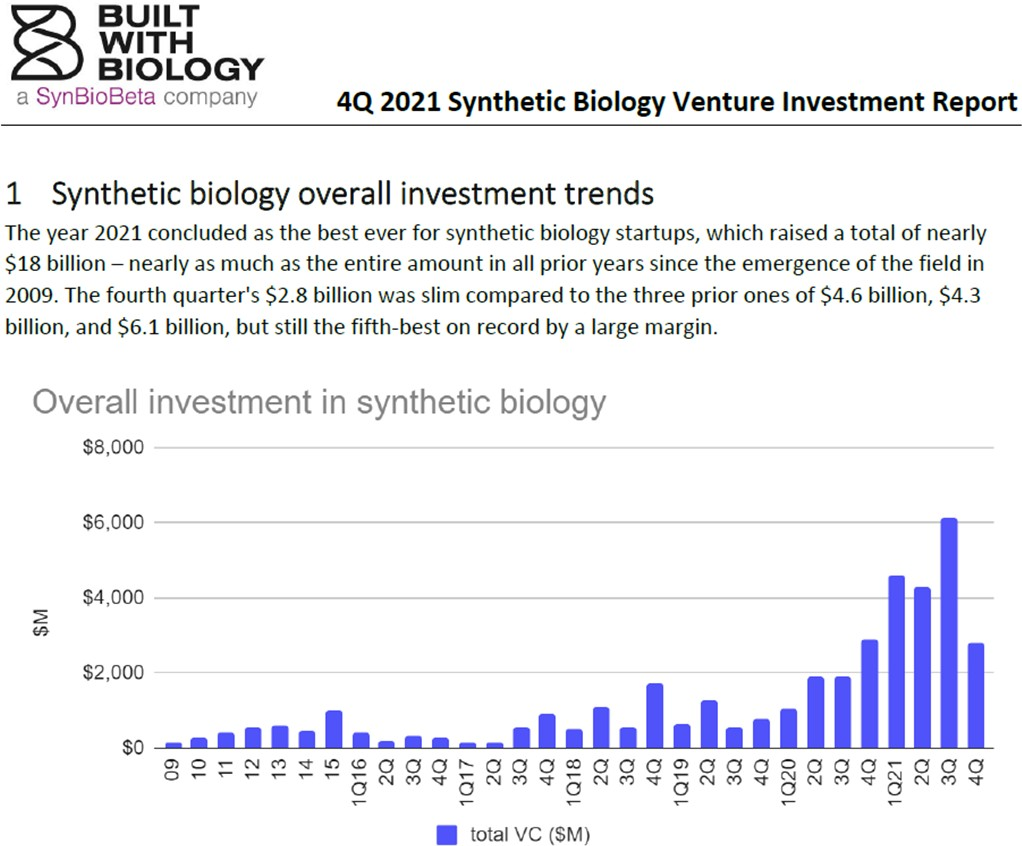 BUILT
WITH
BIOLOGY
a SynBioBeta company
4Q 2021 Synthetic Biology Venture Investment Report
1 Synthetic biology overall investment trends
The year 2021 concluded as the best ever for synthetic biology startups, which raised a total of nearly
$18 billion – nearly as much as the entire amount in all prior years since the emergence of the field in
2009. The fourth quarter's $2.8 billion was slim compared to the three prior ones of $4.6 billion, $4.3
billion, and $6.1 billion, but still the fifth-best on record by a large margin.
Overall investment in synthetic biology
$8,000
$6,000
$4,000
$2,000
$0
$M
09 10 11 12 13 14 15 1Q16 2Q 3Q 4Q 1Q17 2Q 3Q 4Q 1Q18 2Q 3Q 4Q 1Q19 2Q 3Q 4Q 1Q20 2Q 3Q 4Q 1Q21 2Q 3Q 4Q
total VC ($M)